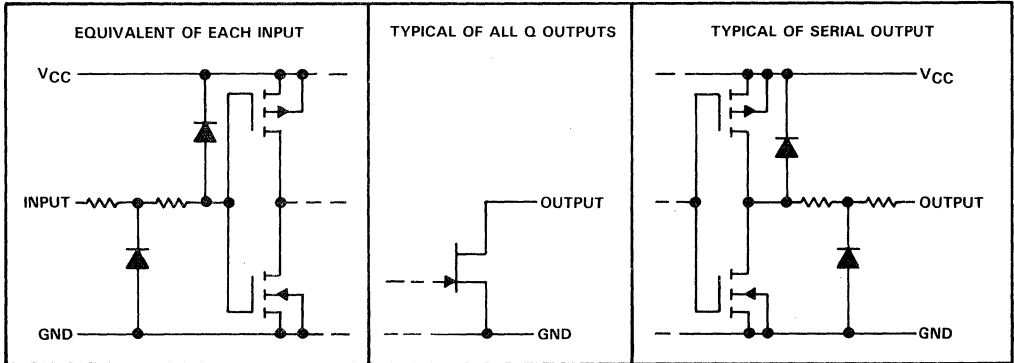 EQUIVALENT OF EACH INPUT
VCC
INPUT
GND
TYPICAL OF ALL Q OUTPUTS
OUTPUT
GND
TYPICAL OF SERIAL OUTPUT
VCC
OUTPUT
GND